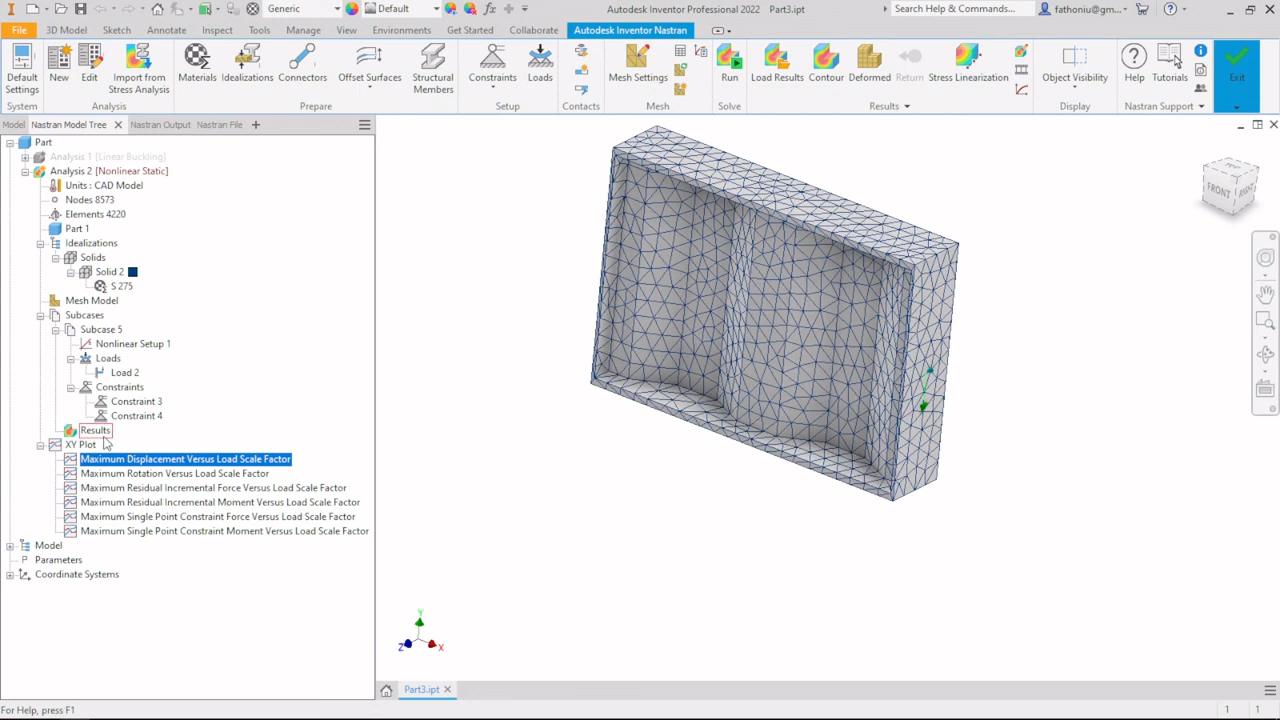 Generic
Default
Autodesk Inventor Professional 2022 Part3.ipt
Search Help & Commands...
fathoniu@gm...
File 3D Model Sketch Annotate Inspect Tools Manage View Environments Get Started Collaborate Autodesk Inventor Nastran
Default Settings
New
Edit
Import from Stress Analysis
Materials
Idealizations
Connectors
Offset Surfaces
Structural Members
Constraints
Loads
Mesh Settings
Run
Load Results
Contour
Deformed
Return
Stress Linearization
Object Visibility
Help
Tutorials
Exit
System Analysis Prepare Setup Contacts Mesh Solve Results Display Nastran Support
Model Nastran Model Tree Nastran Output Nastran File
Part
Analysis 1 [Linear Buckling]
Analysis 2 [Nonlinear Static]
Units : CAD Model
Nodes 8573
Elements 4220
Part 1
Idealizations
Solids
Solid 2
S 275
Mesh Model
Subcases
Subcase 5
Nonlinear Setup 1
Loads
Load 2
Constraints
Constraint 3
Constraint 4
Results
XY Plot
Maximum Displacement Versus Load Scale Factor
Maximum Rotation Versus Load Scale Factor
Maximum Residual Incremental Force Versus Load Scale Factor
Maximum Residual Incremental Moment Versus Load Scale Factor
Maximum Single Point Constraint Force Versus Load Scale Factor
Maximum Single Point Constraint Moment Versus Load Scale Factor
Model
Parameters
Coordinate Systems
FRONT
Y
Z X
Part3.ipt
For Help, press F1
1 1